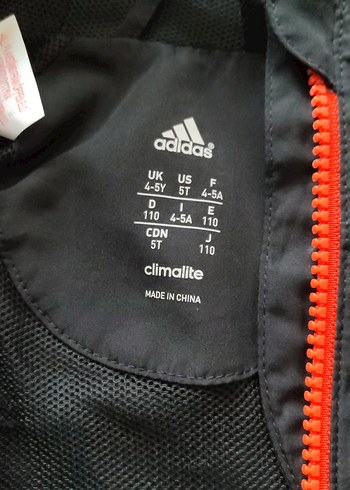 adidas
UK US F
4-5Y 5T 4-5A
D I E
110 4-5A 110
CDN J
5T 110
climalite
MADE IN CHINA